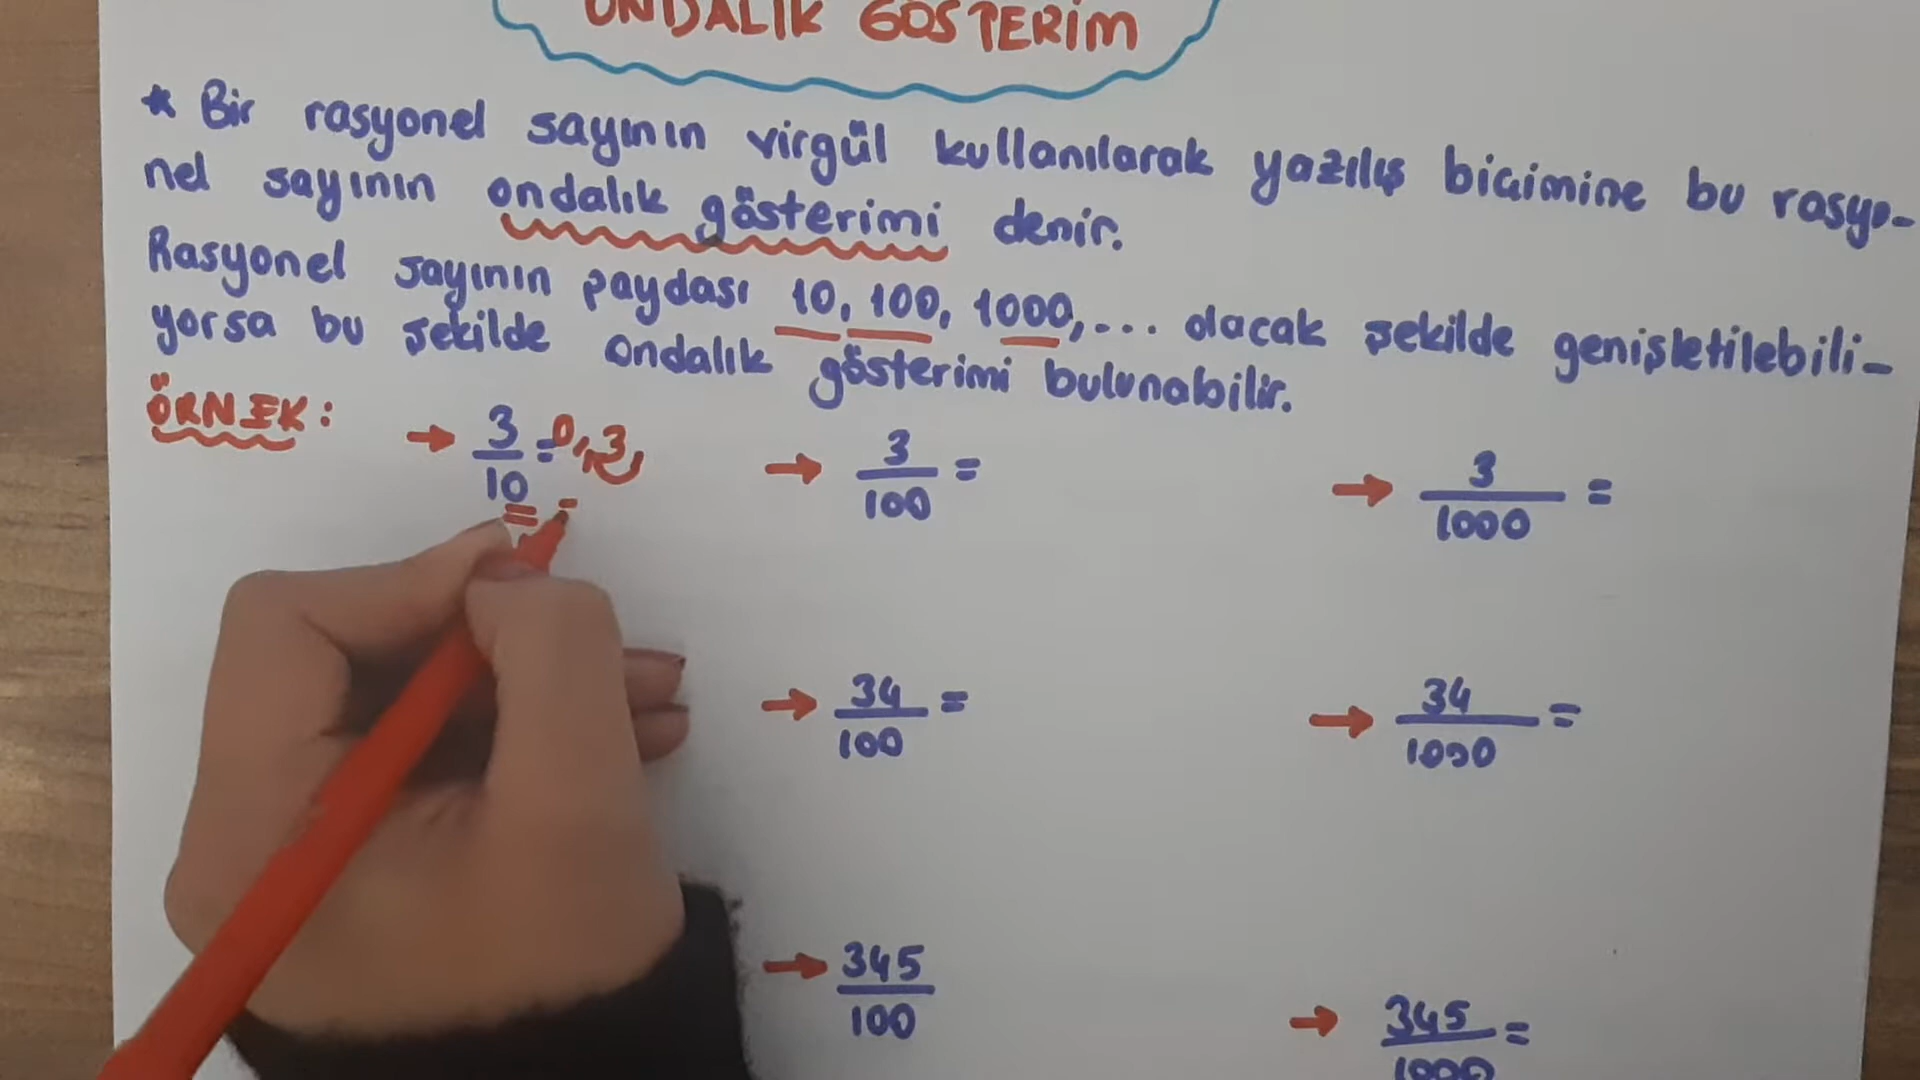 ONDALIK GÖSTERİM
* Bir rasyonel sayının virgül kullanılarak yazılış biçimine bu rasyo-
nel sayının ondalık gösterimi denir.
Rasyonel sayının paydası 10, 100, 1000,... olacak şekilde genişletilebili-
yorsa bu şekilde ondalık gösterimi bulunabilir.
ÖRNEK: → 3/10 = 0,3 → 3/100 = → 3/1000 =
→ 34/100 = → 34/1000 =
→ 345/100 → 345/1000 =